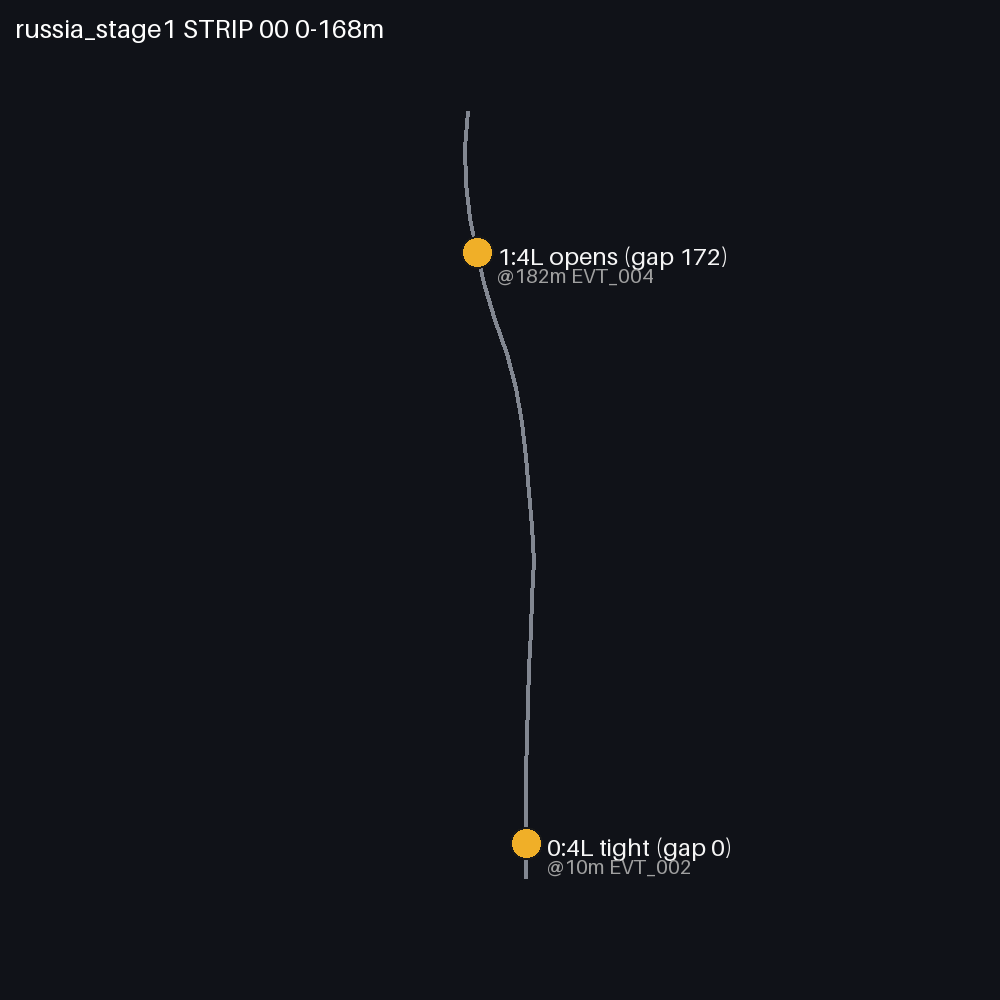 russia_stage1 STRIP 00 0-168m
1:4L opens (gap 172)
@182m EVT_004
0:4L tight (gap 0)
@10m EVT_002